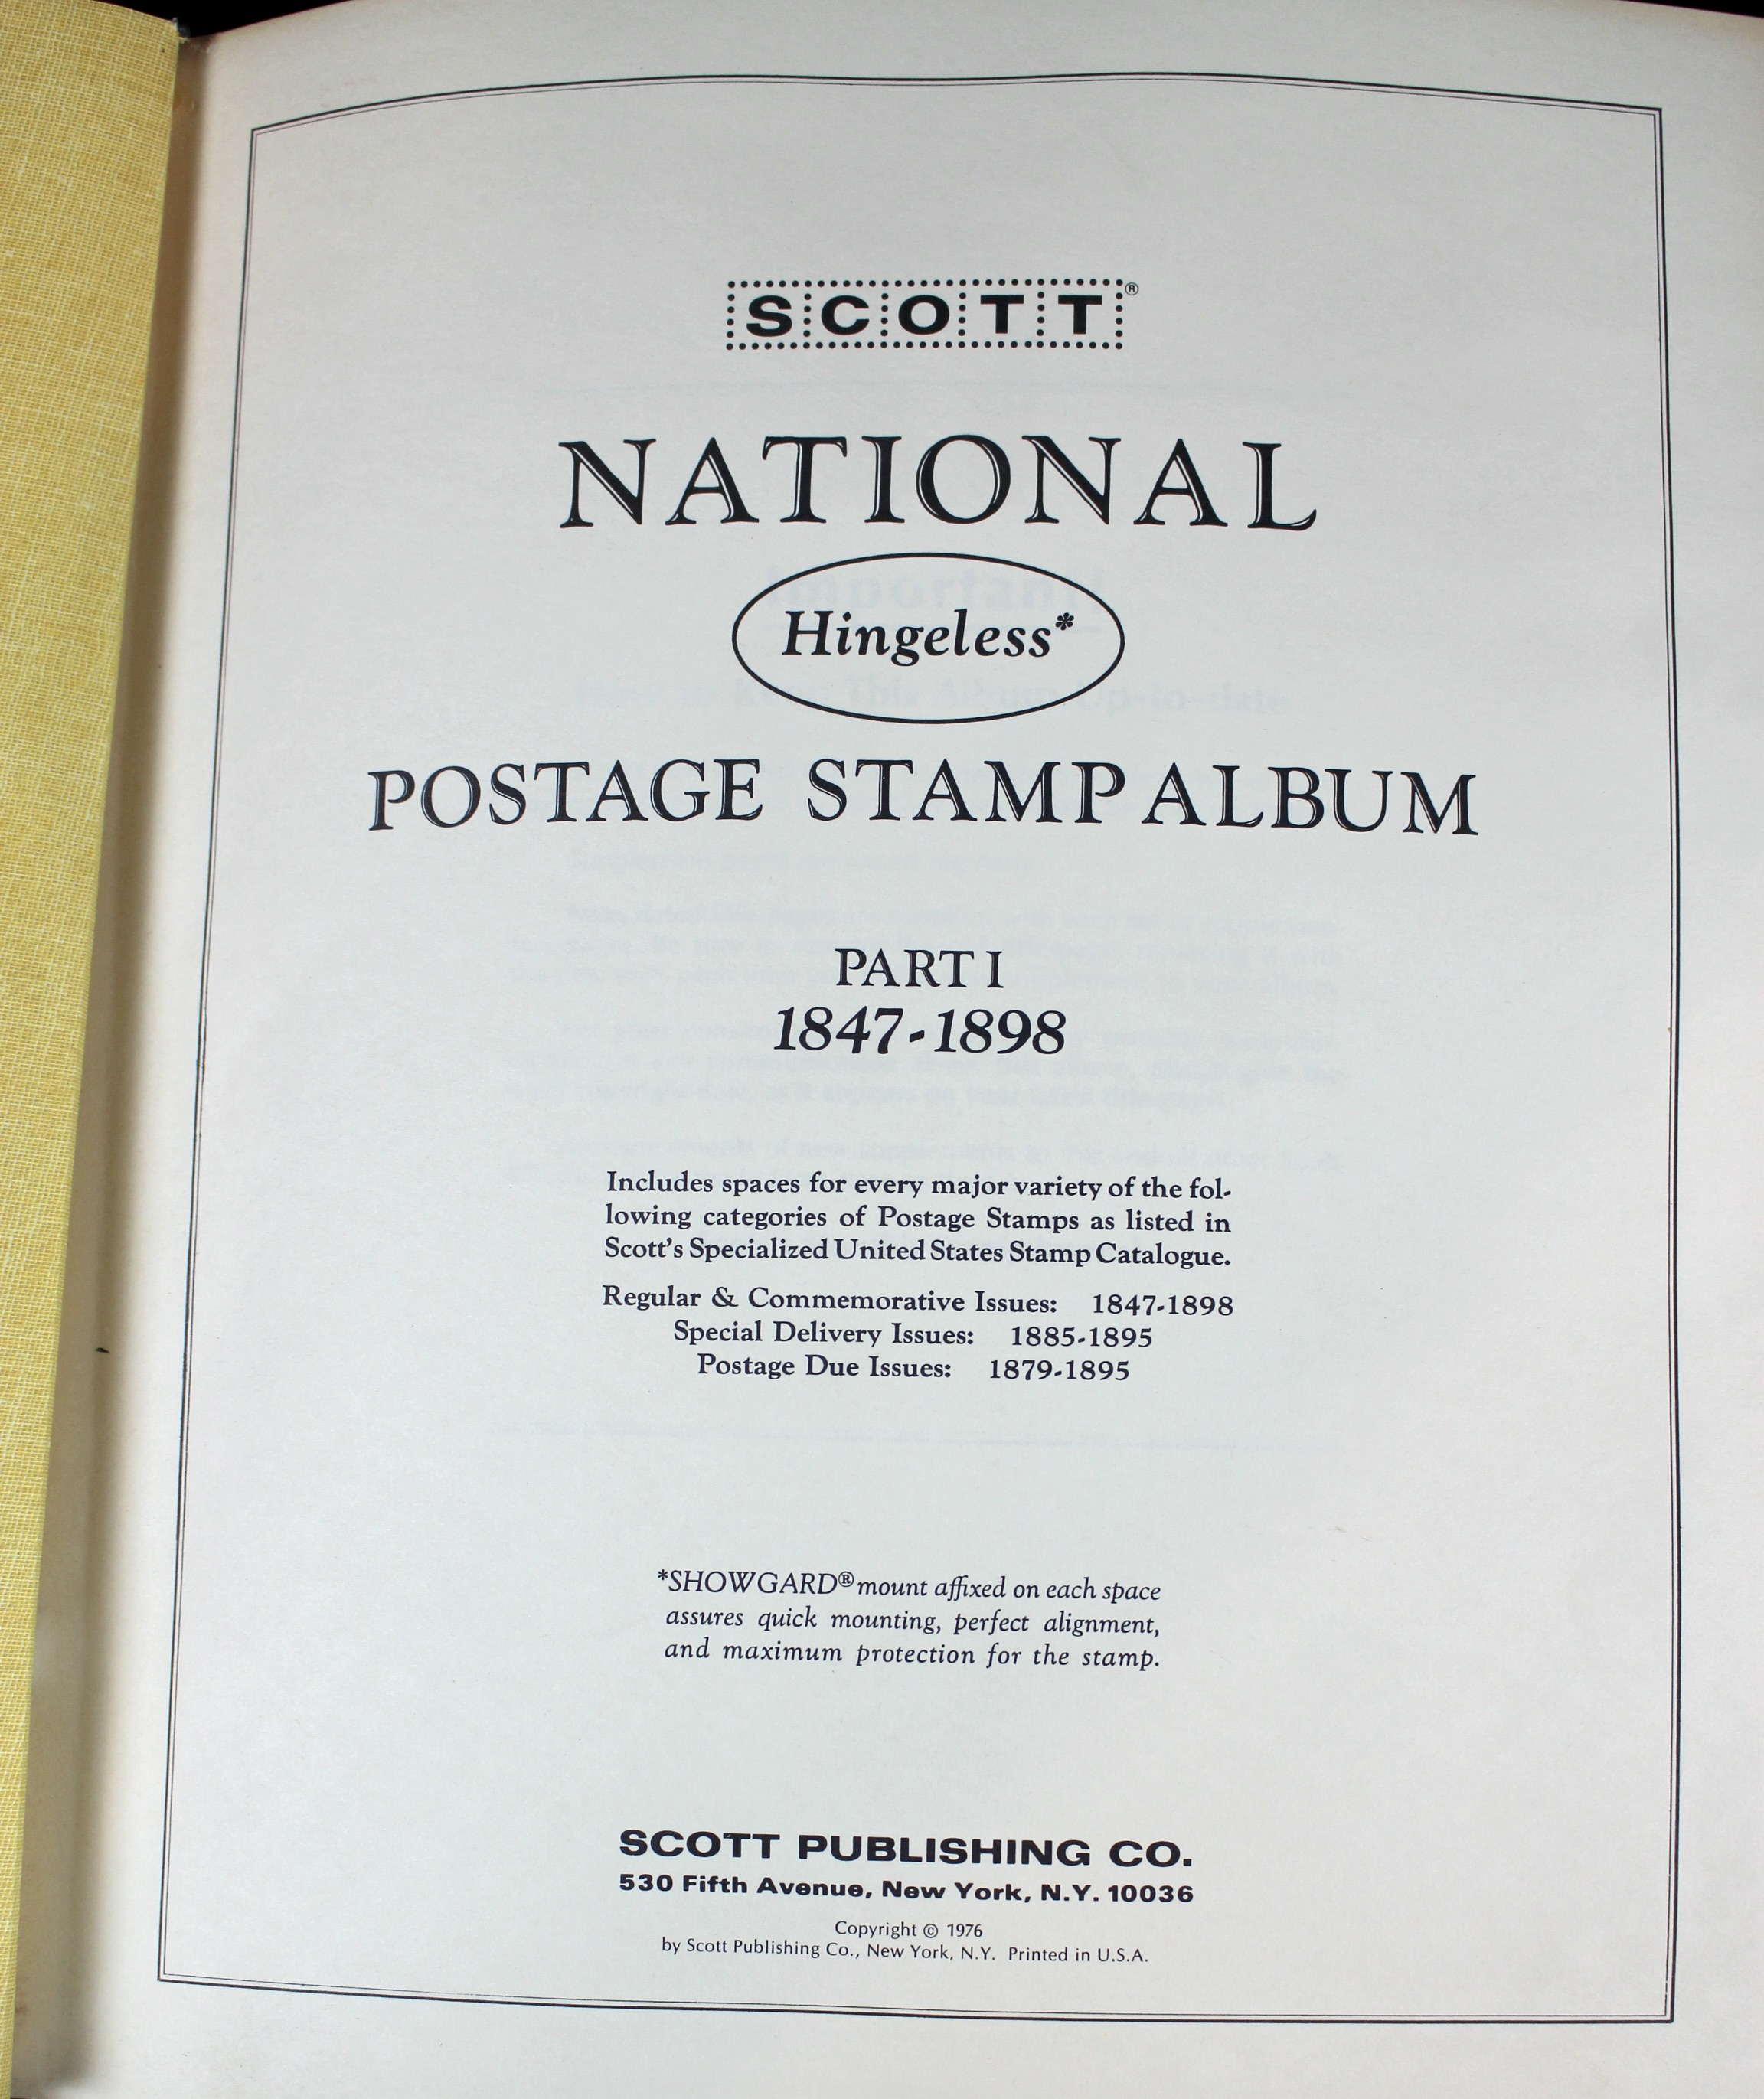 SCOTT®
NATIONAL
Hingeless*
POSTAGE STAMP ALBUM
PART I
1847-1898
Includes spaces for every major variety of the fol-
lowing categories of Postage Stamps as listed in
Scott's Specialized United States Stamp Catalogue.
Regular & Commemorative Issues: 1847-1898
Special Delivery Issues: 1885-1895
Postage Due Issues: 1879-1895
*SHOWGARD® mount affixed on each space
assures quick mounting, perfect alignment,
and maximum protection for the stamp.
SCOTT PUBLISHING CO.
530 Fifth Avenue, New York, N.Y. 10036
Copyright © 1976
by Scott Publishing Co., New York, N.Y. Printed in U.S.A.